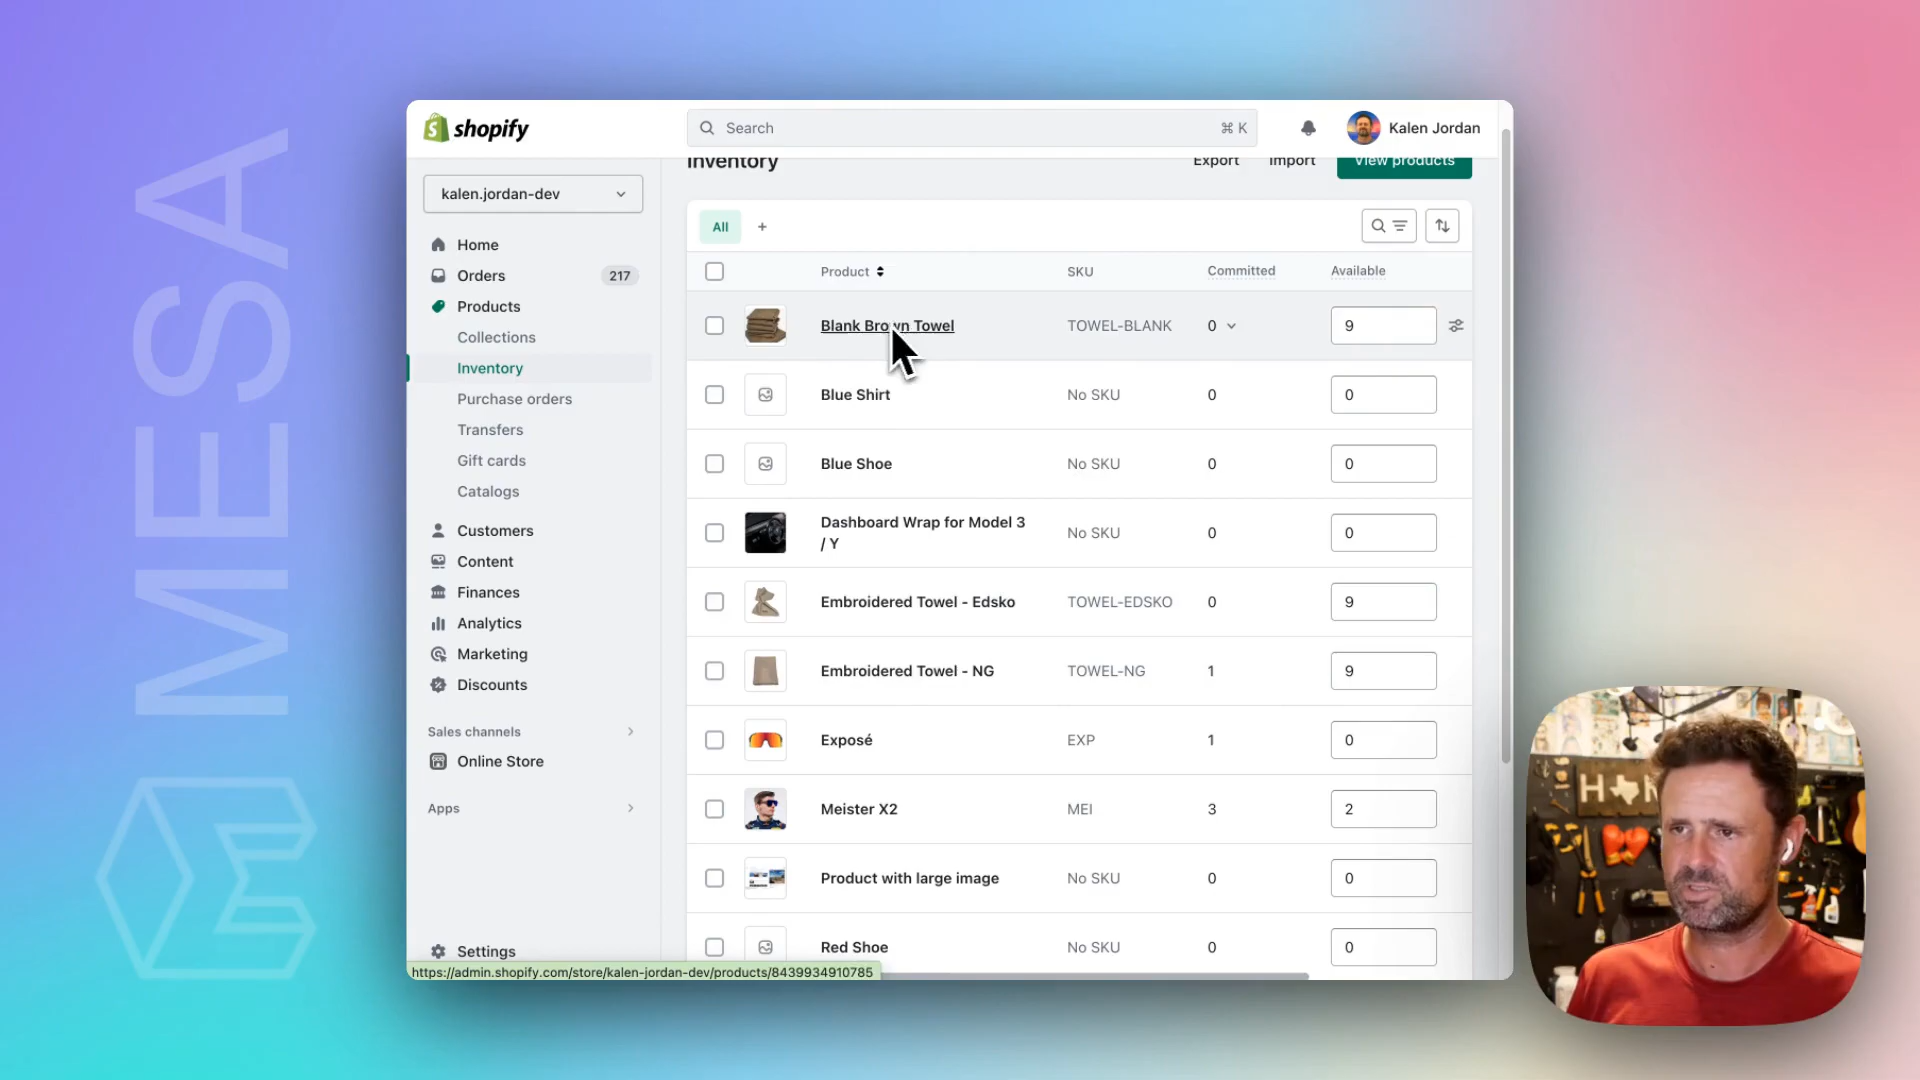 MESA
shopify
Search
⌘ K
Kalen Jordan
kalen.jordan-dev
Home
Orders
217
Products
Collections
Inventory
Purchase orders
Transfers
Gift cards
Catalogs
Customers
Content
Finances
Analytics
Marketing
Discounts
Sales channels
Online Store
Apps
Settings
Inventory
Export
Import
View products
All
+
Product
SKU
Committed
Available
Blank Brown Towel
TOWEL-BLANK
0
9
Blue Shirt
No SKU
0
0
Blue Shoe
No SKU
0
0
Dashboard Wrap for Model 3
/ Y
No SKU
0
0
Embroidered Towel - Edsko
TOWEL-EDSKO
0
9
Embroidered Towel - NG
TOWEL-NG
1
9
Exposé
EXP
1
0
Meister X2
MEI
3
2
Product with large image
No SKU
0
0
Red Shoe
No SKU
0
0
https://admin.shopify.com/store/kalen-jordan-dev/products/8439934910785